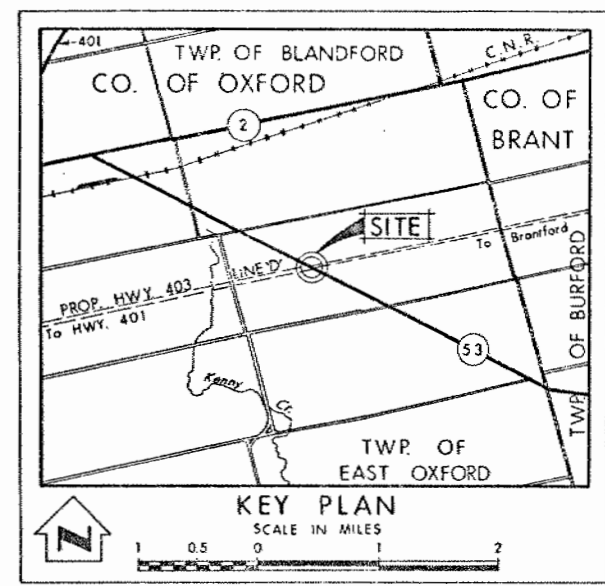 401
TWP. OF BLANDFORD
C.N.R.
CO. OF OXFORD
CO. OF
BRANT
2
SITE
To Brantford
LINE 'D'
PROP. HWY. 403
To HWY. 401
TWP. OF BURFORD
53
Kenny
Cr.
TWP. OF
EAST OXFORD
KEY PLAN
SCALE IN MILES
N
1 0.5 0 1 2